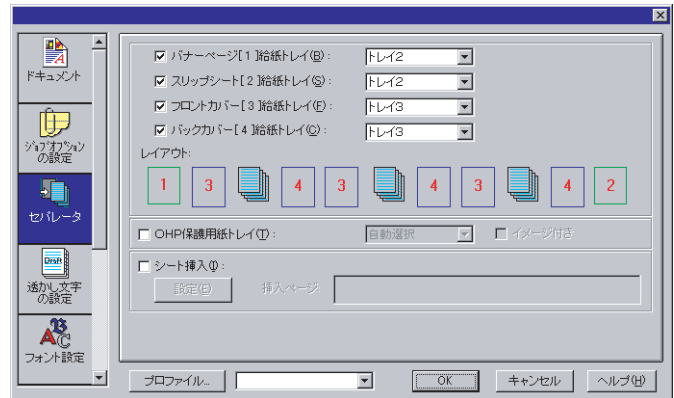 ドキュメント
ジョブオプション
の設定
セパレータ
Draft
透かし文字
の設定
フォント設定
バナーページ[1]給紙トレイ(B): トレイ2
スリップシート[2]給紙トレイ(S): トレイ2
フロントカバー[3]給紙トレイ(F): トレイ3
バックカバー[4]給紙トレイ(C): トレイ3
レイアウト:
1 3 4 3 4 3 4 2
OHP保護用紙トレイ(T): 自動選択 イメージ付き
シート挿入(I):
設定(E) 挿入ページ:
プロファイル... OK キャンセル ヘルプ(H)